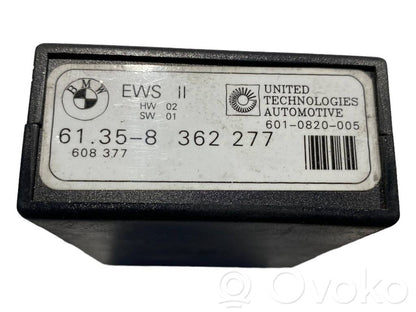 BMW
EWS II
HW 02
SW 01
UNITED
TECHNOLOGIES
AUTOMOTIVE
601-0820-005
61.35-8 362 277
608 377
Ovoko